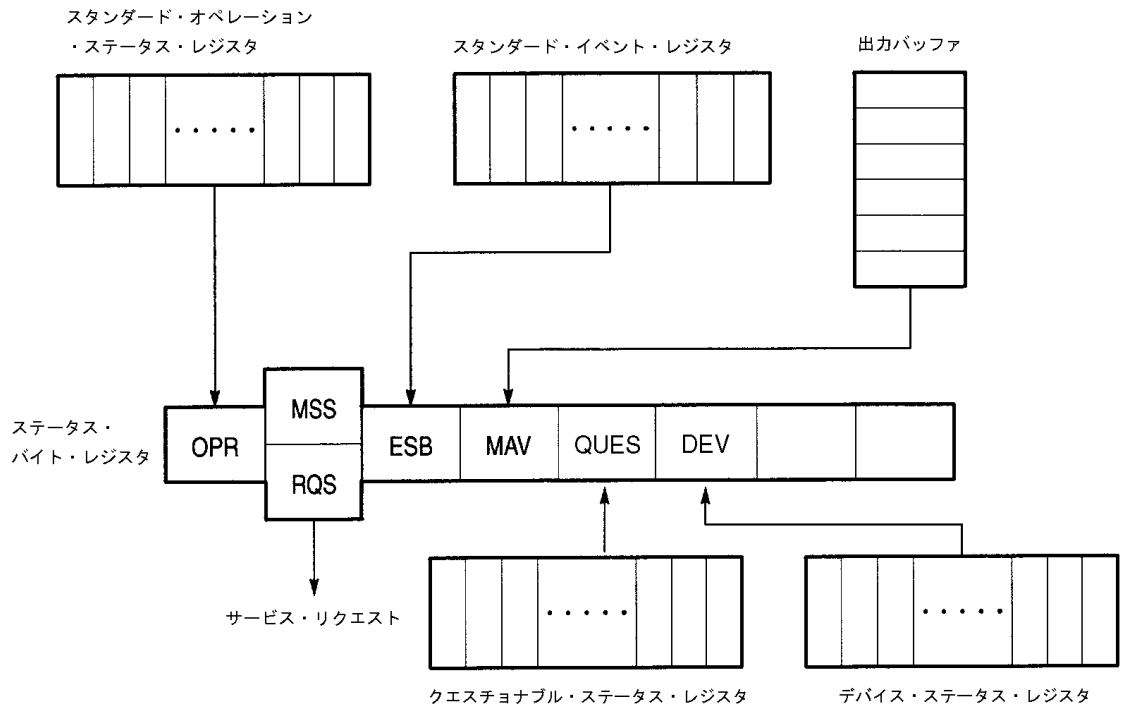 スタンダード・オペレーション
・ステータス・レジスタ
スタンダード・イベント・レジスタ
出力バッファ
ステータス・
バイト・レジスタ
OPR
MSS
RQS
ESB
MAV
QUES
DEV
サービス・リクエスト
クエスチョナブル・ステータス・レジスタ
デバイス・ステータス・レジスタ